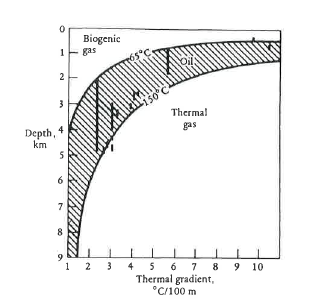 0
Biogenic
gas
1
65°C
Oil
2
150°C
3
Thermal
gas
4
Depth,
km
5
6
7
8
9
1 2 3 4 5 6 7 8 9 10
Thermal gradient,
°C/100 m